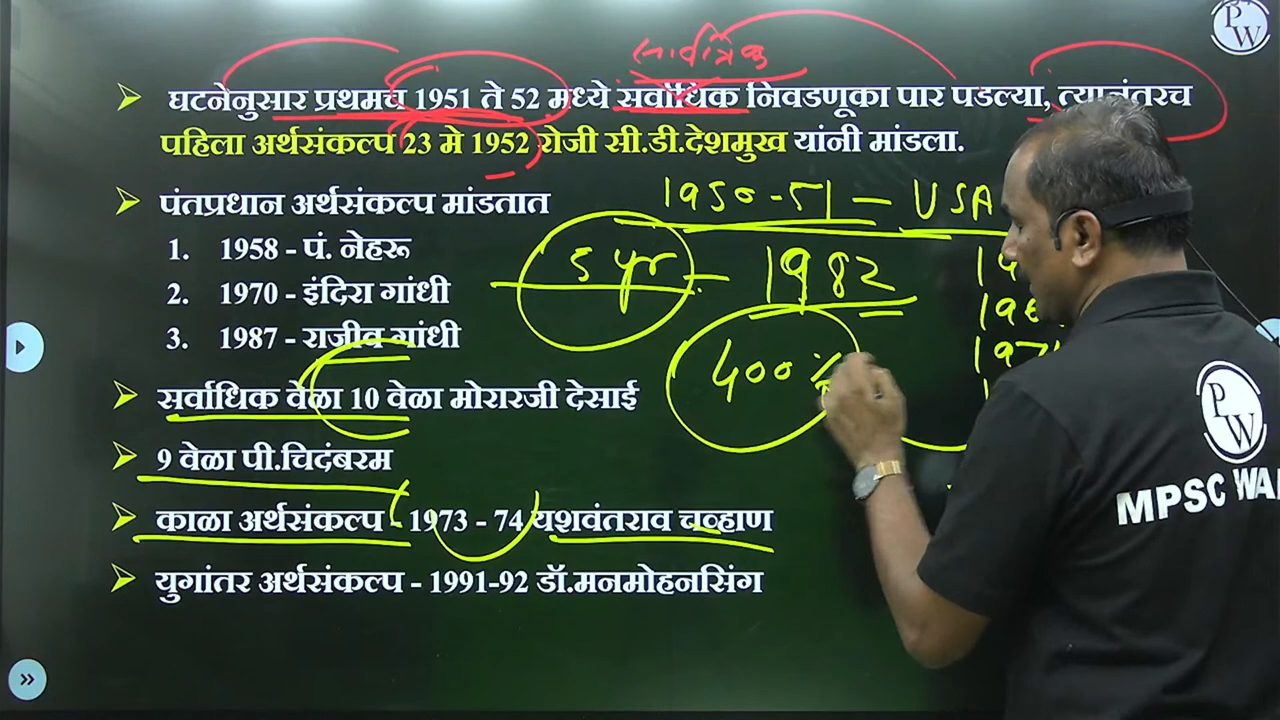 P
W
सार्वत्रिक
घटनेनुसार प्रथमच 1951 ते 52 मध्ये सर्वाधिक निवडणूका पार पडल्या, त्यानंतरच
पहिला अर्थसंकल्प 23 मे 1952 रोजी सी.डी.देशमुख यांनी मांडला.
1950-51 - USA
पंतप्रधान अर्थसंकल्प मांडतात
1. 1958 - पं. नेहरू
5 yr - 1982
2. 1970 - इंदिरा गांधी
3. 1987 - राजीव गांधी
400 %
सर्वाधिक वेळा 10 वेळा मोरारजी देसाई
9 वेळा पी.चिदंबरम
काळा अर्थसंकल्प - 1973 - 74 यशवंतराव चव्हाण
युगांतर अर्थसंकल्प - 1991-92 डॉ.मनमोहनसिंग
P
W
MPSC WA